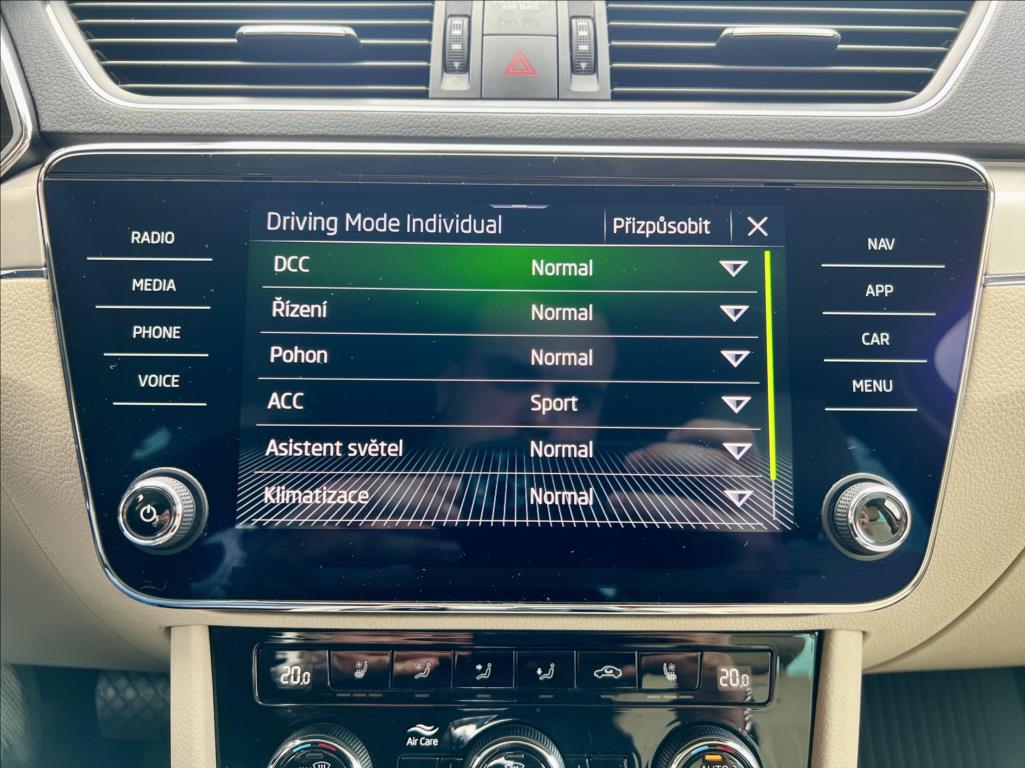 AIR BAG
Driving Mode Individual Přizpůsobit
RADIO
MEDIA
PHONE
VOICE
DCC Normal
Řízení Normal
Pohon Normal
ACC Sport
Asistent světel Normal
Klimatizace Normal
NAV
APP
CAR
MENU
20.0 20.0
Air Care
AUTO